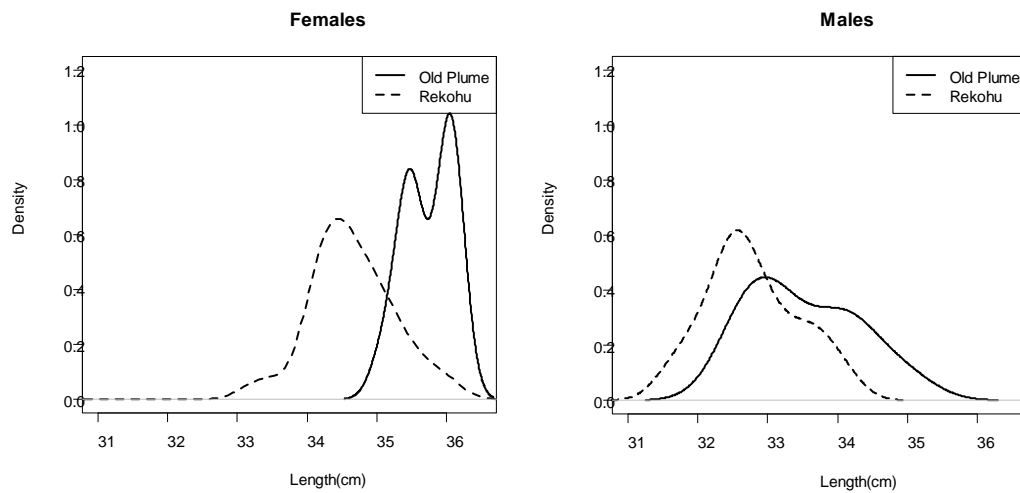 Females
1.2
1.0
0.8
0.6
0.4
0.2
0.0
Density
Old Plume
Rekohu
31 32 33 34 35 36
Length(cm)
Males
1.2
1.0
0.8
0.6
0.4
0.2
0.0
Density
Old Plume
Rekohu
31 32 33 34 35 36
Length(cm)